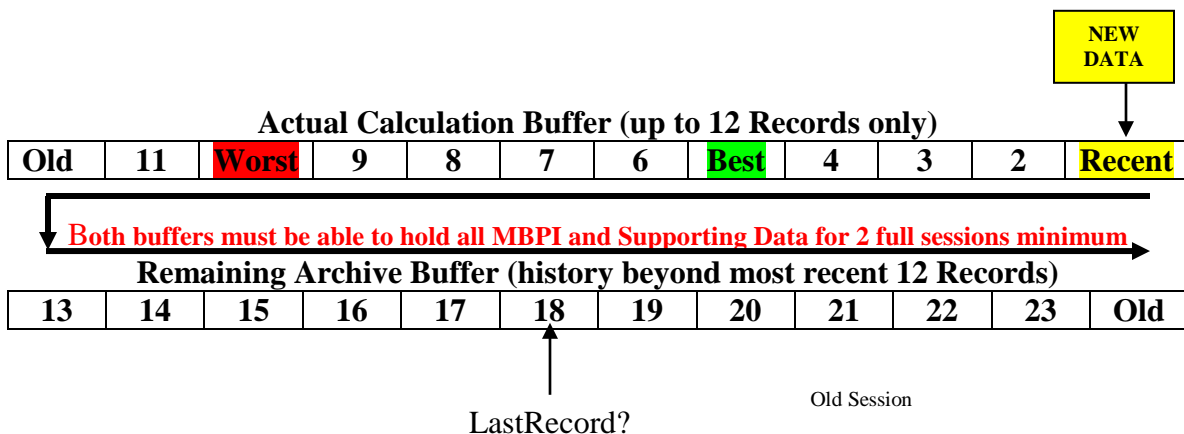 NEW
DATA
Actual Calculation Buffer (up to 12 Records only)
Old 11 Worst 9 8 7 6 Best 4 3 2 Recent
Both buffers must be able to hold all MBPI and Supporting Data for 2 full sessions minimum
Remaining Archive Buffer (history beyond most recent 12 Records)
13 14 15 16 17 18 19 20 21 22 23 Old
Old Session
LastRecord?